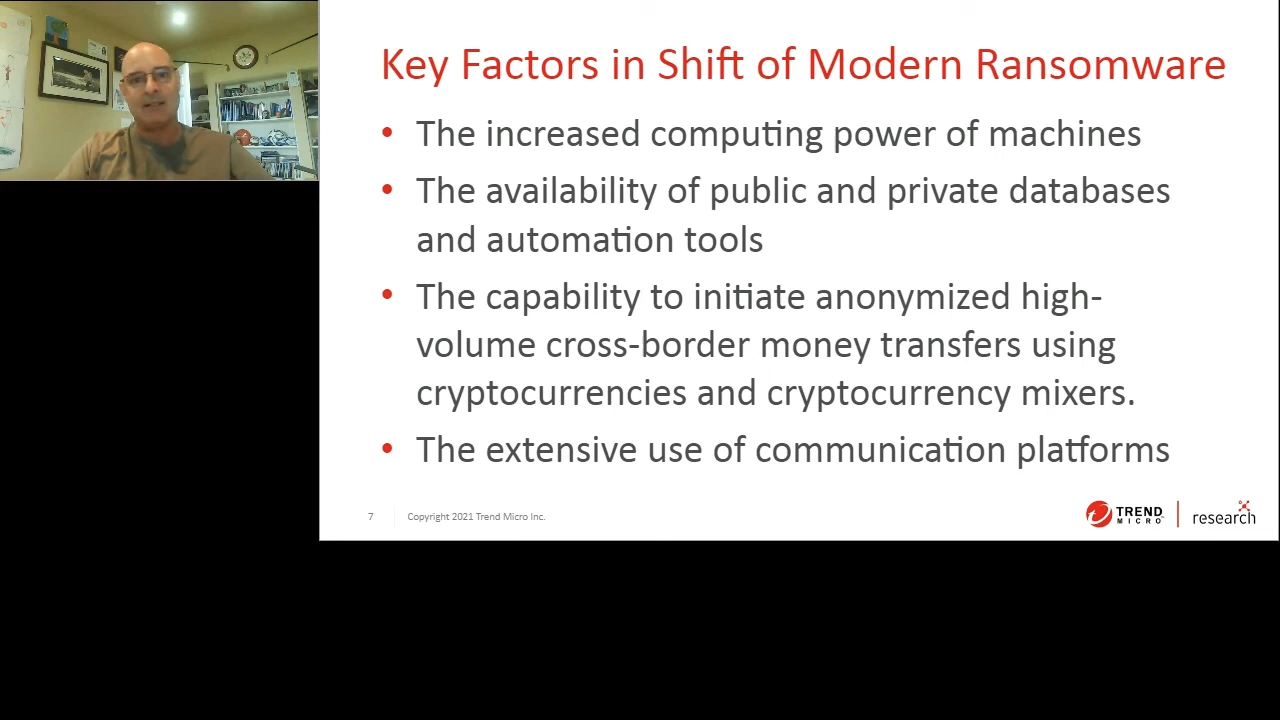 Key Factors in Shift of Modern Ransomware
• The increased computing power of machines
• The availability of public and private databases
and automation tools
• The capability to initiate anonymized high-
volume cross-border money transfers using
cryptocurrencies and cryptocurrency mixers.
• The extensive use of communication platforms
7
Copyright 2021 Trend Micro Inc.
TREND
MICRO
research